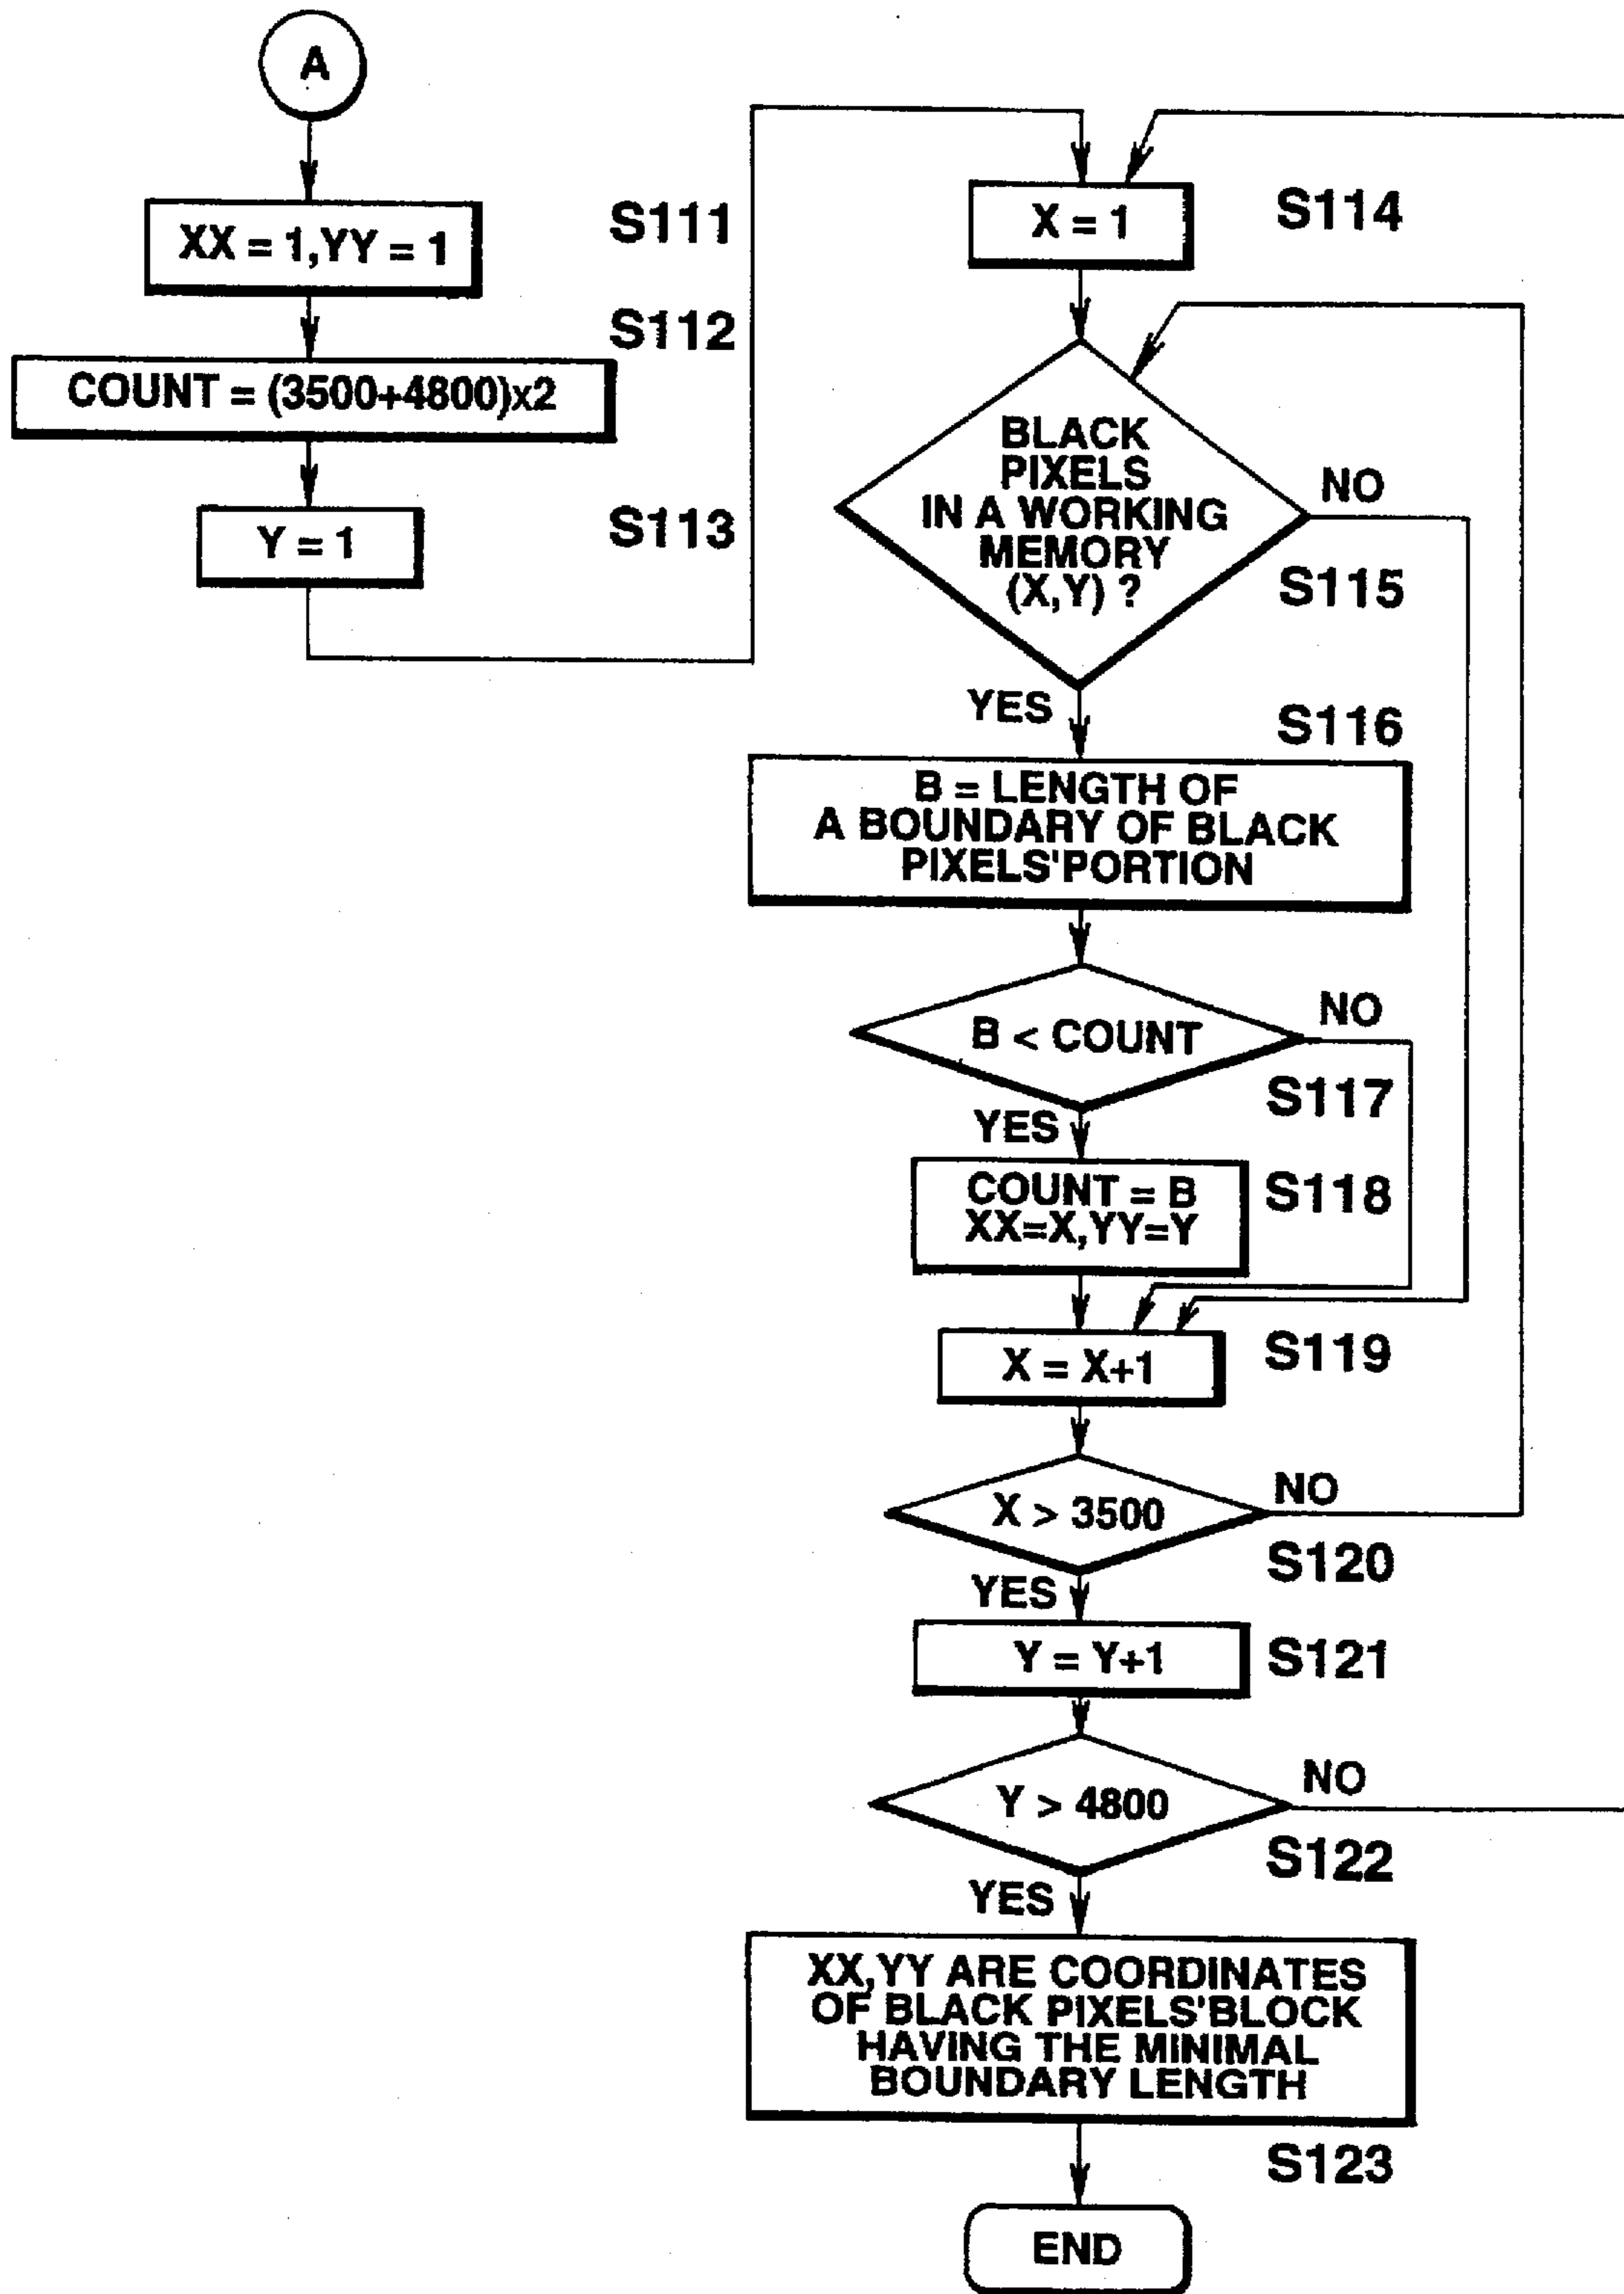 A
XX = 1,YY = 1
S111
S112
COUNT = (3500+4800)x2
Y = 1
S113
X = 1
S114
BLACK
PIXELS
IN A WORKING
MEMORY
(X,Y) ?
NO
S115
YES
S116
B = LENGTH OF
A BOUNDARY OF BLACK
PIXELS'PORTION
B < COUNT
NO
S117
YES
COUNT = B
XX=X,YY=Y
S118
X = X+1
S119
X > 3500
NO
S120
YES
Y = Y+1
S121
Y > 4800
NO
S122
YES
XX,YY ARE COORDINATES
OF BLACK PIXELS'BLOCK
HAVING THE MINIMAL
BOUNDARY LENGTH
S123
END